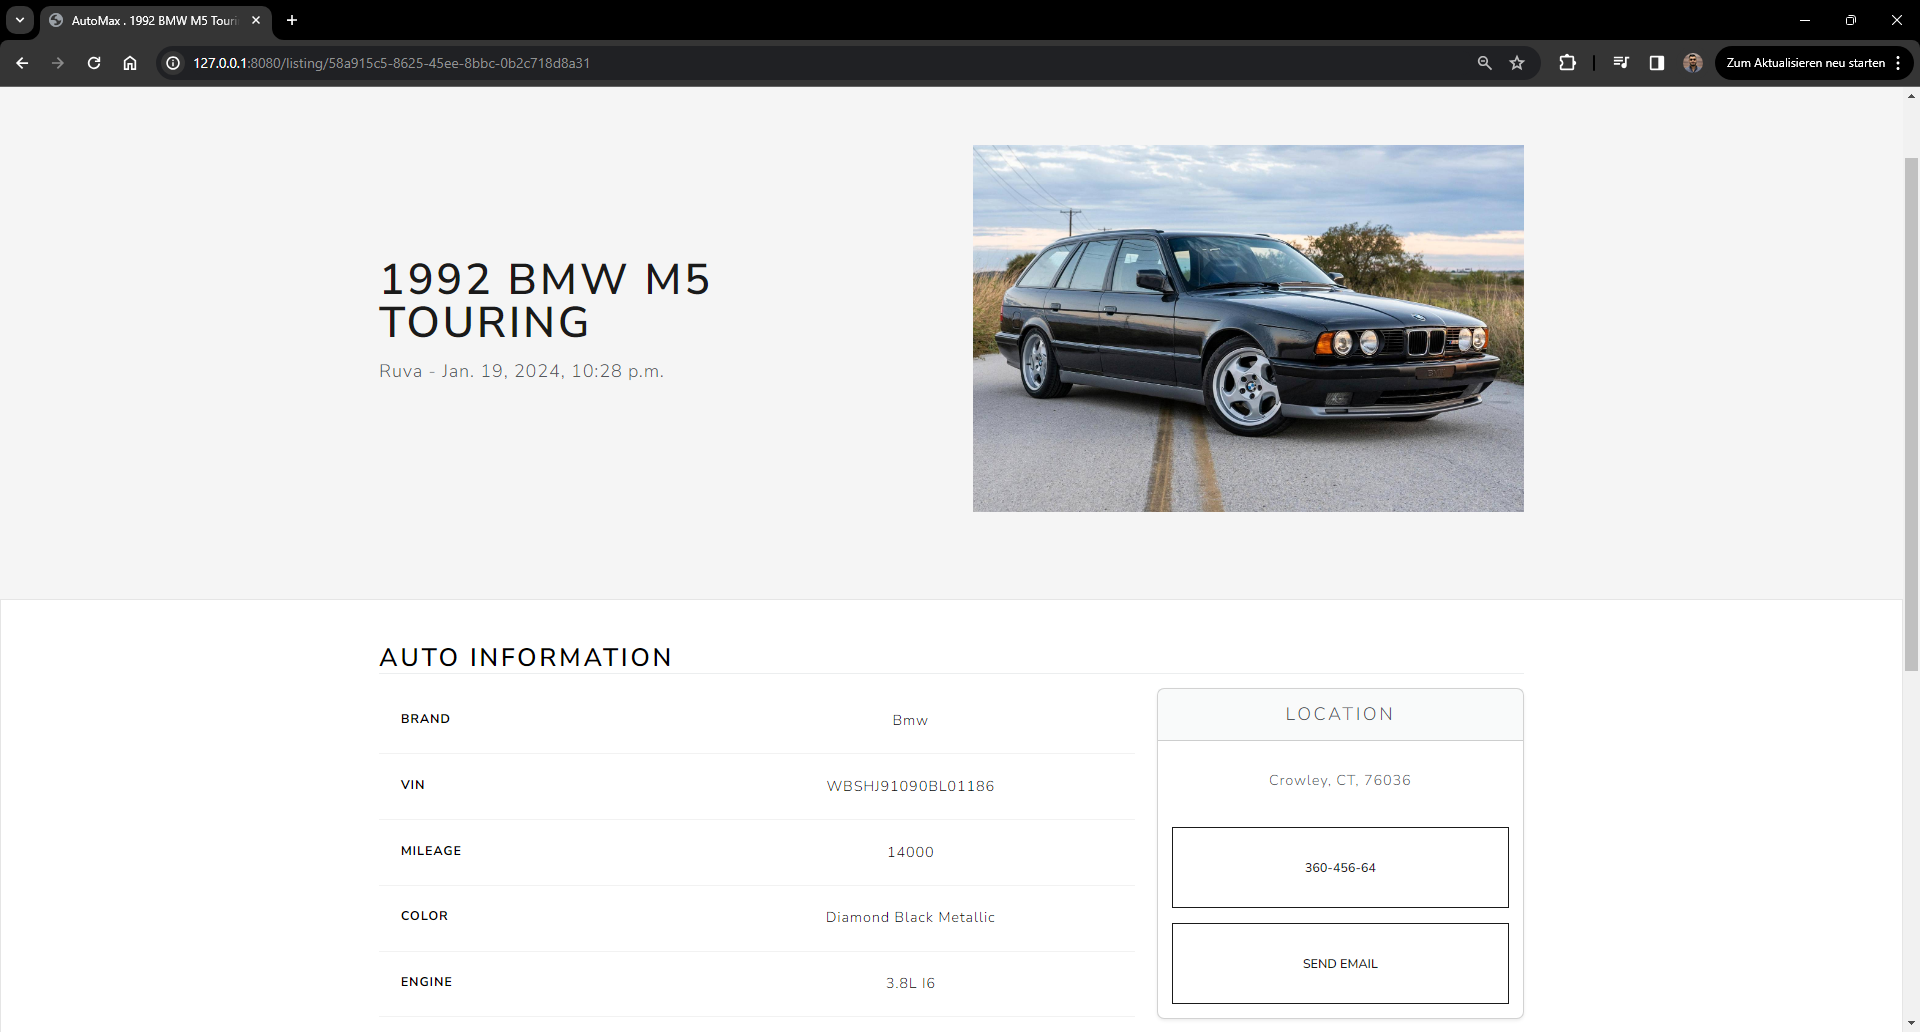 AutoMax . 1992 BMW M5 Touri
127.0.0.1:8080/listing/58a915c5-8625-45ee-8bbc-0b2c718d8a31
Zum Aktualisieren neu starten
1992 BMW M5
TOURING
Ruva - Jan. 19, 2024, 10:28 p.m.
AUTO INFORMATION
BRAND Bmw
VIN WBSHJ91090BL01186
MILEAGE 14000
COLOR Diamond Black Metallic
ENGINE 3.8L I6
LOCATION
Crowley, CT, 76036
360-456-64
SEND EMAIL